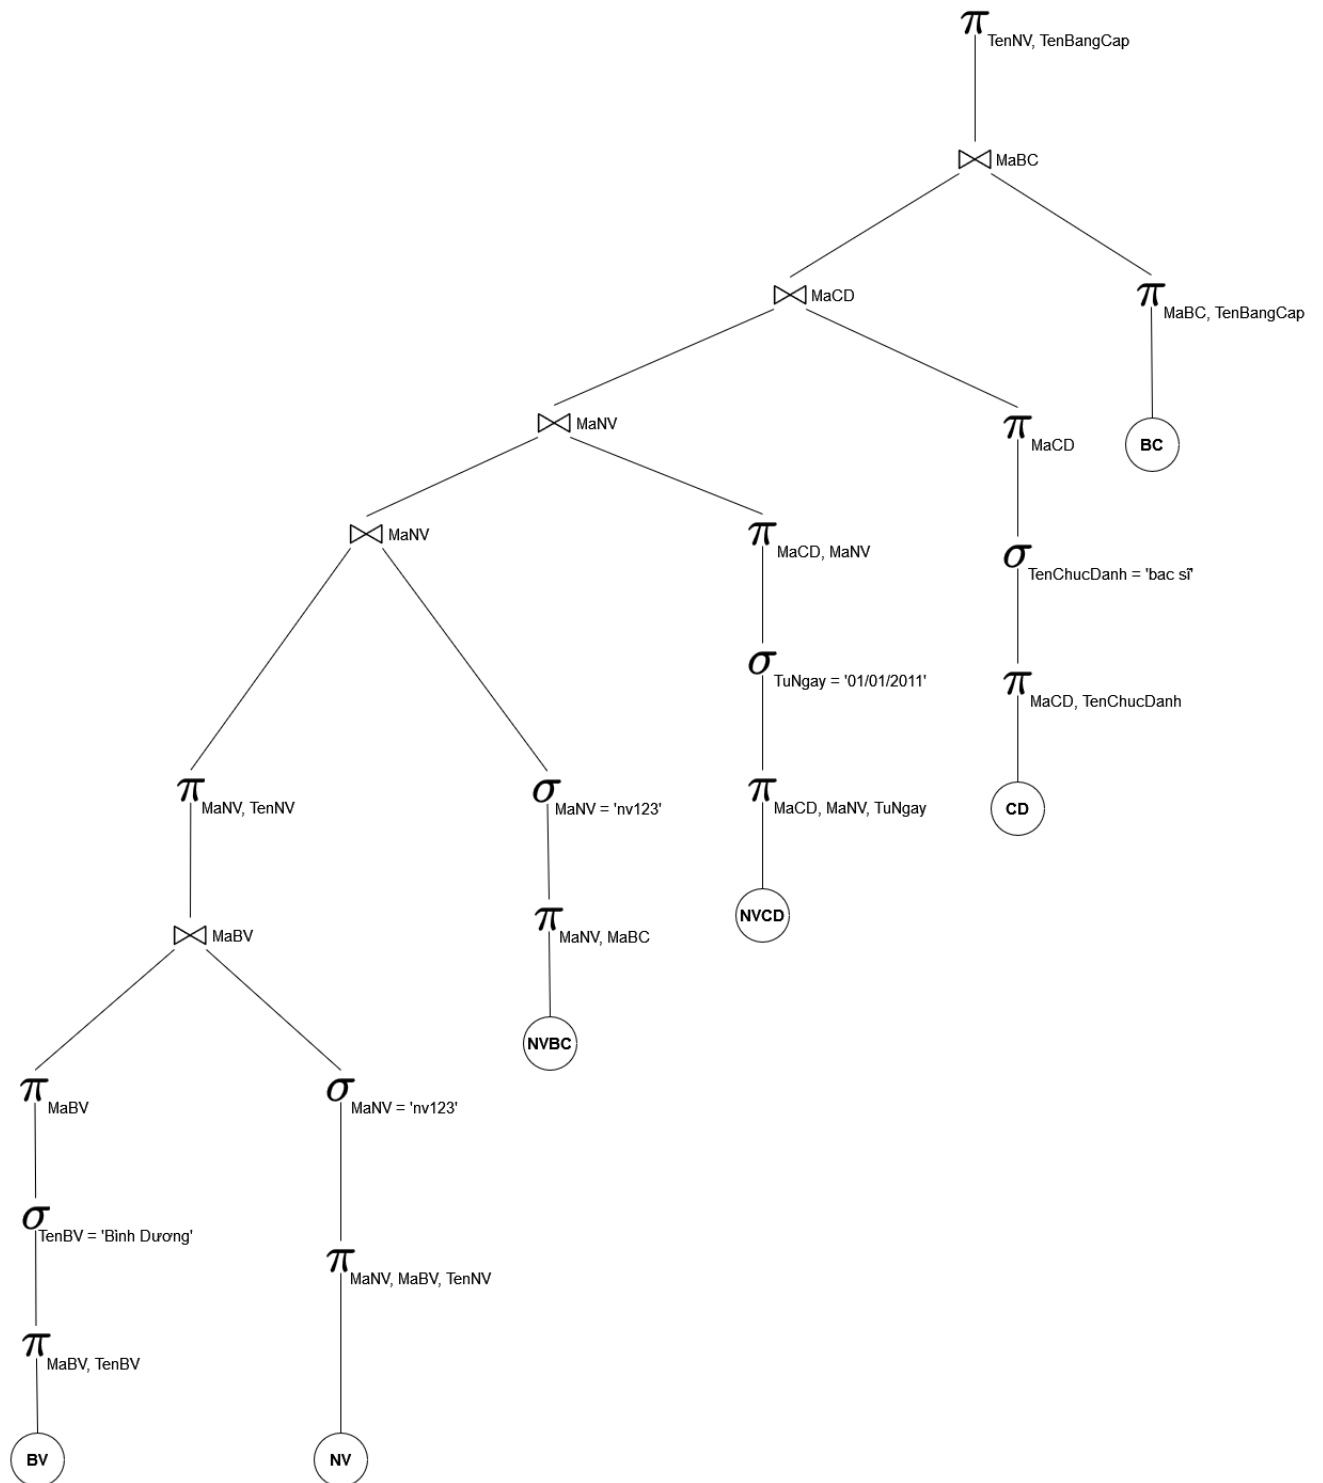 π TenNV, TenBangCap
⋈ MaBC
⋈ MaCD
π MaBC, TenBangCap
⋈ MaNV
π MaCD
BC
⋈ MaNV
π MaCD, MaNV
σ TenChucDanh = 'bac sĩ'
σ TuNgay = '01/01/2011'
π MaCD, TenChucDanh
π MaNV, TenNV
σ MaNV = 'nv123'
π MaCD, MaNV, TuNgay
CD
NVCD
⋈ MaBV
π MaNV, MaBC
NVBC
π MaBV
σ MaNV = 'nv123'
σ TenBV = 'Bình Dương'
π MaNV, MaBV, TenNV
π MaBV, TenBV
BV
NV